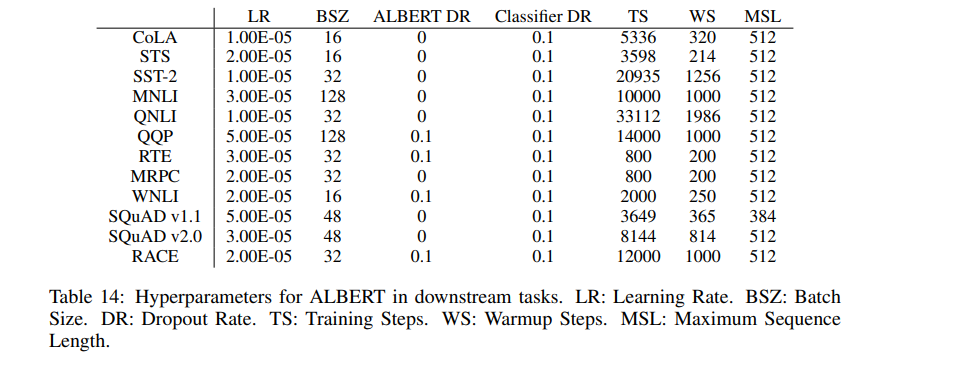 LR BSZ ALBERT DR Classifier DR TS WS MSL
CoLA 1.00E-05 16 0 0.1 5336 320 512
STS 2.00E-05 16 0 0.1 3598 214 512
SST-2 1.00E-05 32 0 0.1 20935 1256 512
MNLI 3.00E-05 128 0 0.1 10000 1000 512
QNLI 1.00E-05 32 0 0.1 33112 1986 512
QQP 5.00E-05 128 0.1 0.1 14000 1000 512
RTE 3.00E-05 32 0.1 0.1 800 200 512
MRPC 2.00E-05 32 0 0.1 800 200 512
WNLI 2.00E-05 16 0.1 0.1 2000 250 512
SQuAD v1.1 5.00E-05 48 0 0.1 3649 365 384
SQuAD v2.0 3.00E-05 48 0 0.1 8144 814 512
RACE 2.00E-05 32 0.1 0.1 12000 1000 512
Table 14: Hyperparameters for ALBERT in downstream tasks. LR: Learning Rate. BSZ: Batch
Size. DR: Dropout Rate. TS: Training Steps. WS: Warmup Steps. MSL: Maximum Sequence
Length.